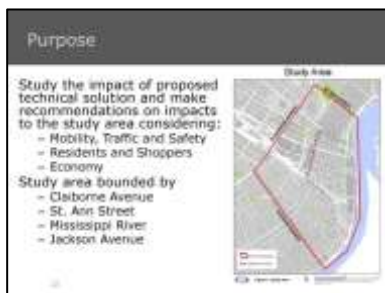 Purpose
Study Area
Study the impact of proposed
technical solution and make
recommendations on impacts
to the study area considering:
– Mobility, Traffic and Safety
– Residents and Shoppers
– Economy
Study area bounded by
– Claiborne Avenue
– St. Ann Street
– Mississippi River
– Jackson Avenue